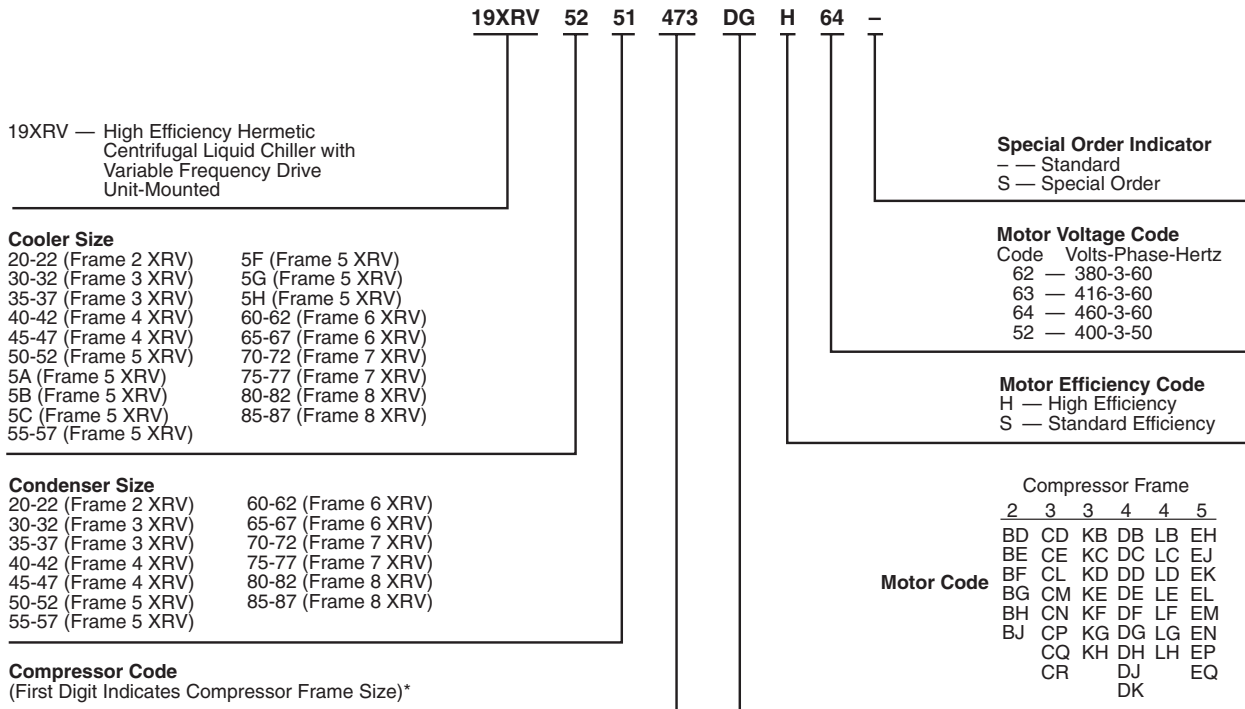 19XRV 52 51 473 DG H 64 –
19XRV — High Efficiency Hermetic
Centrifugal Liquid Chiller with
Variable Frequency Drive
Unit-Mounted
Cooler Size
20-22 (Frame 2 XRV)
30-32 (Frame 3 XRV)
35-37 (Frame 3 XRV)
40-42 (Frame 4 XRV)
45-47 (Frame 4 XRV)
50-52 (Frame 5 XRV)
5A (Frame 5 XRV)
5B (Frame 5 XRV)
5C (Frame 5 XRV)
55-57 (Frame 5 XRV)
5F (Frame 5 XRV)
5G (Frame 5 XRV)
5H (Frame 5 XRV)
60-62 (Frame 6 XRV)
65-67 (Frame 6 XRV)
70-72 (Frame 7 XRV)
75-77 (Frame 7 XRV)
80-82 (Frame 8 XRV)
85-87 (Frame 8 XRV)
Condenser Size
20-22 (Frame 2 XRV)
30-32 (Frame 3 XRV)
35-37 (Frame 3 XRV)
40-42 (Frame 4 XRV)
45-47 (Frame 4 XRV)
50-52 (Frame 5 XRV)
55-57 (Frame 5 XRV)
60-62 (Frame 6 XRV)
65-67 (Frame 6 XRV)
70-72 (Frame 7 XRV)
75-77 (Frame 7 XRV)
80-82 (Frame 8 XRV)
85-87 (Frame 8 XRV)
Compressor Code
(First Digit Indicates Compressor Frame Size)*
Special Order Indicator
– — Standard
S — Special Order
Motor Voltage Code
Code Volts-Phase-Hertz
62 — 380-3-60
63 — 416-3-60
64 — 460-3-60
52 — 400-3-50
Motor Efficiency Code
H — High Efficiency
S — Standard Efficiency
Compressor Frame
2 3 3 4 4 5
BD CD KB DB LB EH
BE CE KC DC LC EJ
BF CL KD DD LD EK
Motor Code
BG CM KE DE LE EL
BH CN KF DF LF EM
BJ CP KG DG LG EN
CQ KH DH LH EP
CR DJ EQ
DK